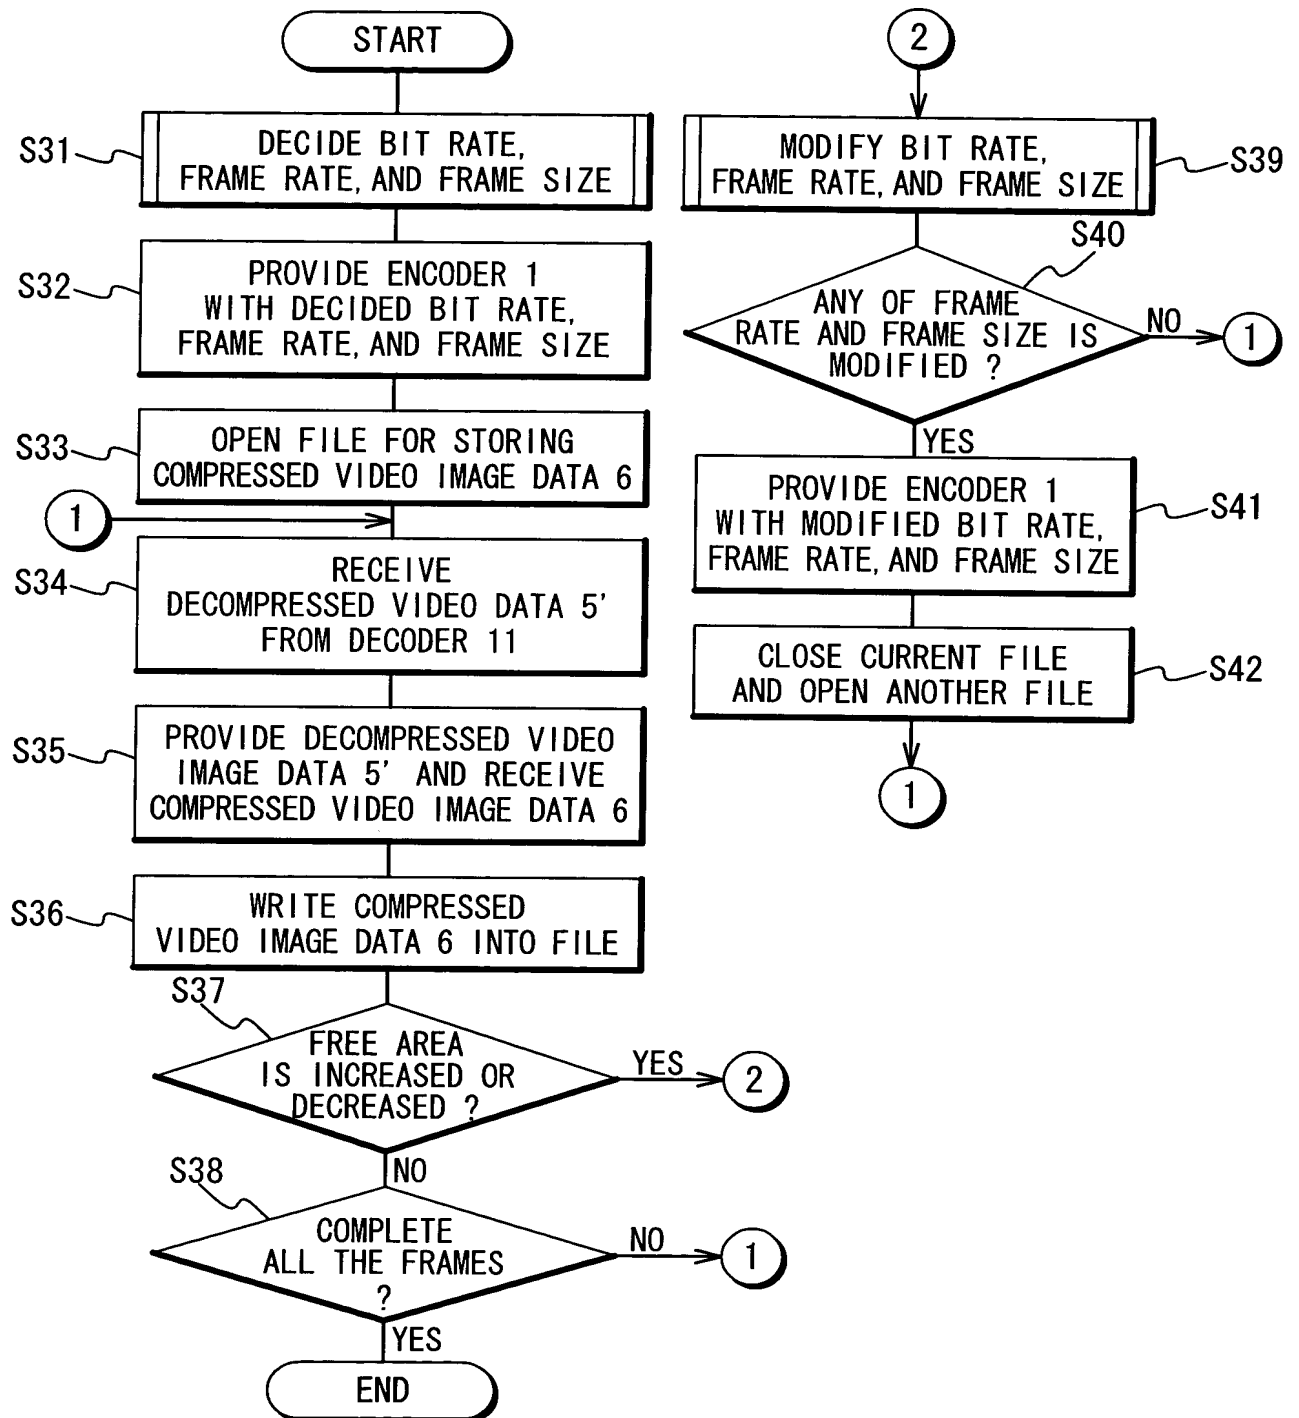 START
S31
DECIDE BIT RATE,
FRAME RATE, AND FRAME SIZE
S32
PROVIDE ENCODER 1
WITH DECIDED BIT RATE,
FRAME RATE, AND FRAME SIZE
S33
OPEN FILE FOR STORING
COMPRESSED VIDEO IMAGE DATA 6
1
S34
RECEIVE
DECOMPRESSED VIDEO DATA 5'
FROM DECODER 11
S35
PROVIDE DECOMPRESSED VIDEO
IMAGE DATA 5' AND RECEIVE
COMPRESSED VIDEO IMAGE DATA 6
S36
WRITE COMPRESSED
VIDEO IMAGE DATA 6 INTO FILE
S37
FREE AREA
IS INCREASED OR
DECREASED ?
YES
2
NO
S38
COMPLETE
ALL THE FRAMES
?
NO
1
YES
END
2
MODIFY BIT RATE,
FRAME RATE, AND FRAME SIZE
S39
S40
ANY OF FRAME
RATE AND FRAME SIZE IS
MODIFIED ?
NO
1
YES
PROVIDE ENCODER 1
WITH MODIFIED BIT RATE,
FRAME RATE, AND FRAME SIZE
S41
CLOSE CURRENT FILE
AND OPEN ANOTHER FILE
S42
1